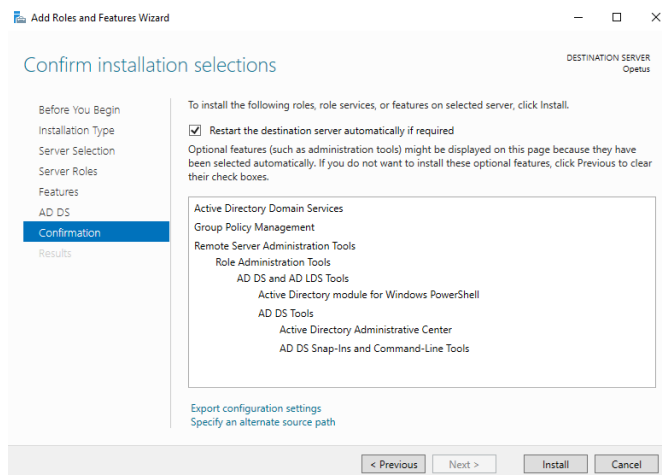 Add Roles and Features Wizard
Confirm installation selections
DESTINATION SERVER
Opetus
Before You Begin
Installation Type
Server Selection
Server Roles
Features
AD DS
Confirmation
Results
To install the following roles, role services, or features on selected server, click Install.
Restart the destination server automatically if required
Optional features (such as administration tools) might be displayed on this page because they have
been selected automatically. If you do not want to install these optional features, click Previous to clear
their check boxes.
Active Directory Domain Services
Group Policy Management
Remote Server Administration Tools
Role Administration Tools
AD DS and AD LDS Tools
Active Directory module for Windows PowerShell
AD DS Tools
Active Directory Administrative Center
AD DS Snap-Ins and Command-Line Tools
Export configuration settings
Specify an alternate source path
< Previous
Next >
Install
Cancel